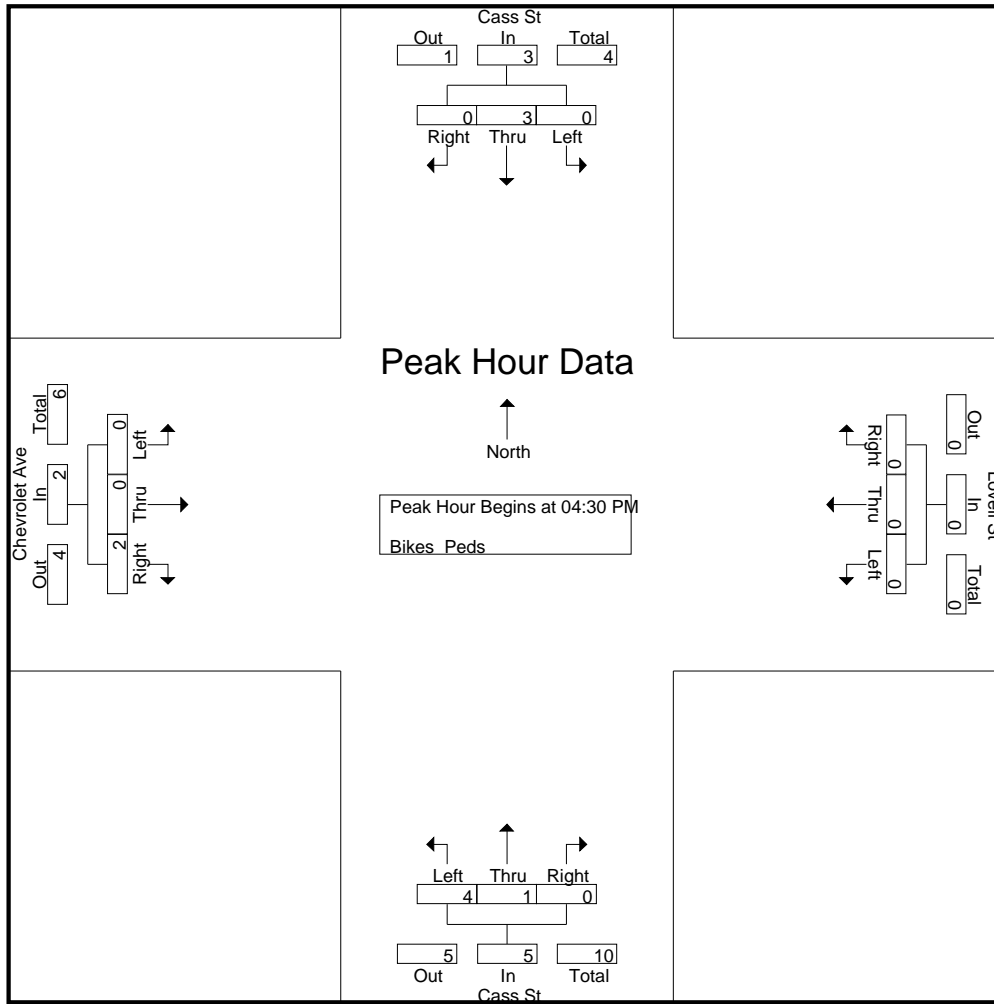 Cass St
Out In Total
1 3 4
0 3 0
Right Thru Left
Peak Hour Data
North
Peak Hour Begins at 04:30 PM
Bikes Peds
Chevrolet Ave
Out In Total
4 2 6
Right Thru Left
2 0 0
Out In Total
0 0 0
Right Thru Left
0 0 0
Left Thru Right
4 1 0
5 5 10
Out In Total
Cass St